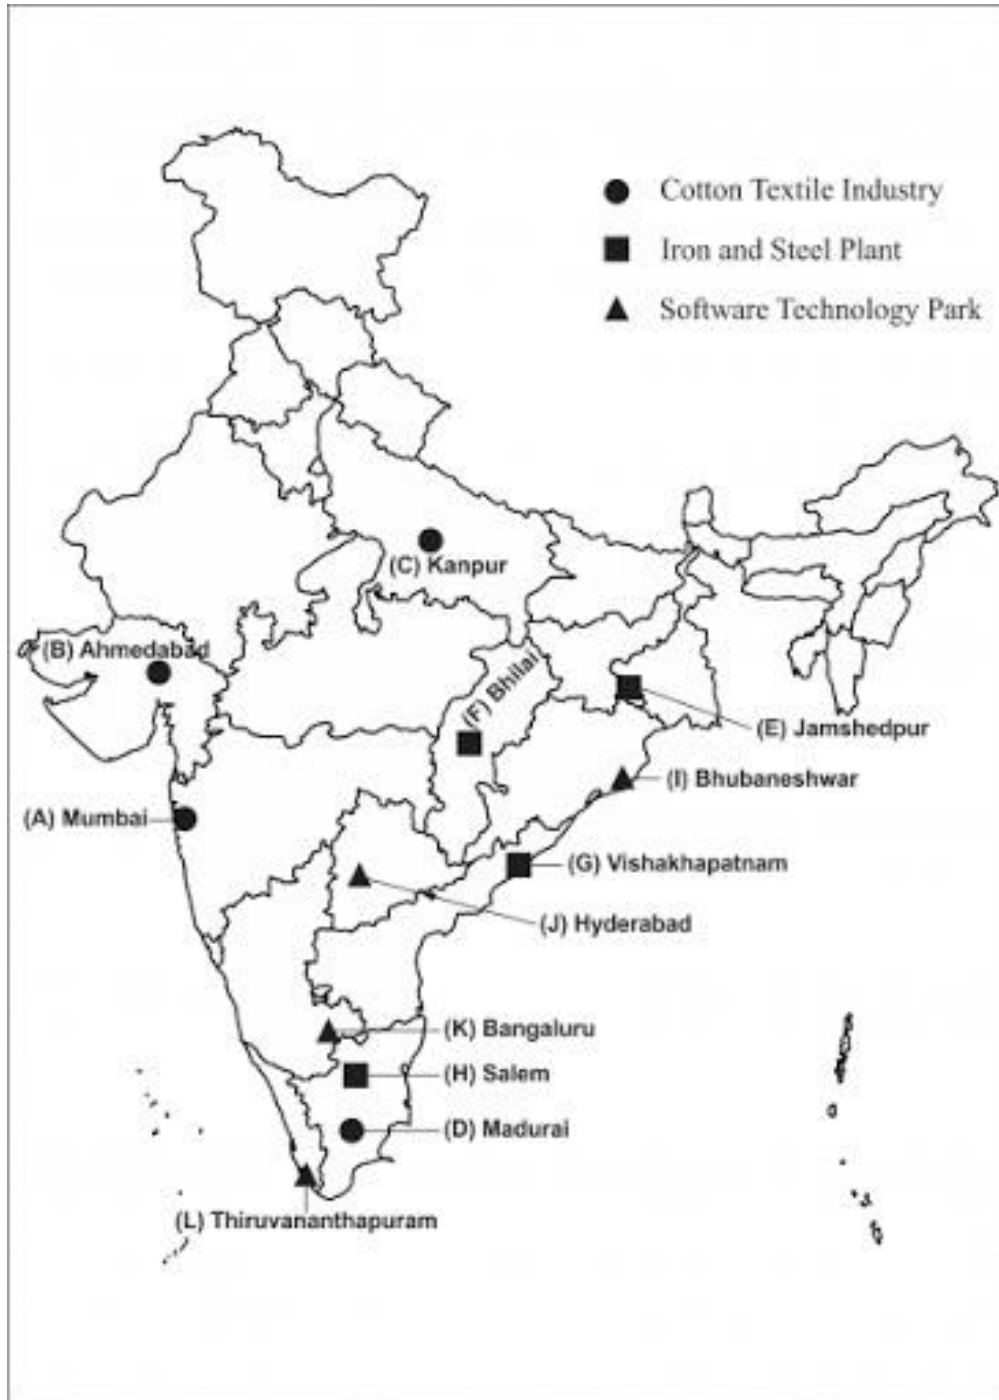 Cotton Textile Industry
Iron and Steel Plant
Software Technology Park
(C) Kanpur
(B) Ahmedabad
(F) Bhilai
(E) Jamshedpur
(I) Bhubaneshwar
(A) Mumbai
(G) Vishakhapatnam
(J) Hyderabad
(K) Bangaluru
(H) Salem
(D) Madurai
(L) Thiruvananthapuram